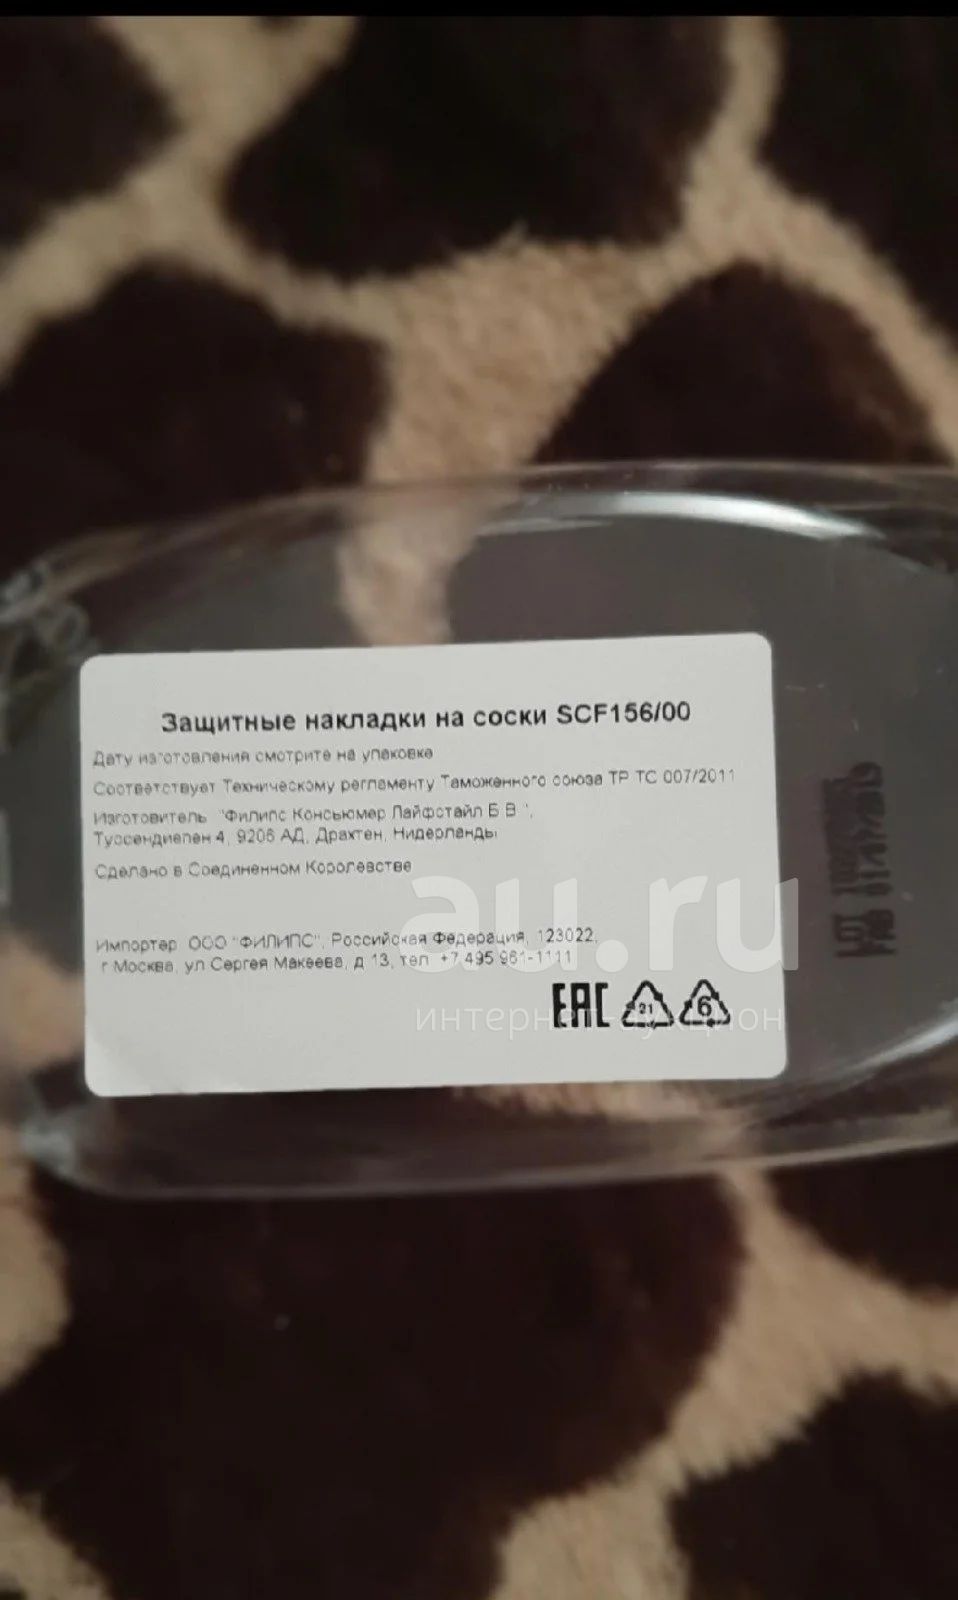 Защитные накладки на соски SCF156/00
Дату изготовления смотрите на упаковке
Соответствует Техническому регламенту Таможенного союза ТР ТС 007/2011
Изготовитель "Филипс Консьюмер Лайфстайл Б.В.",
Туссендиепен 4, 9206 АД, Драхтен, Нидерланды
Сделано в Соединенном Королевстве
Импортер ООО "ФИЛИПС", Российская Федерация, 123022,
г Москва, ул Сергея Макеева, д 13, тел +7 495 961-1111
EAC 21 6
au.ru
интернет-аукцион
LOT